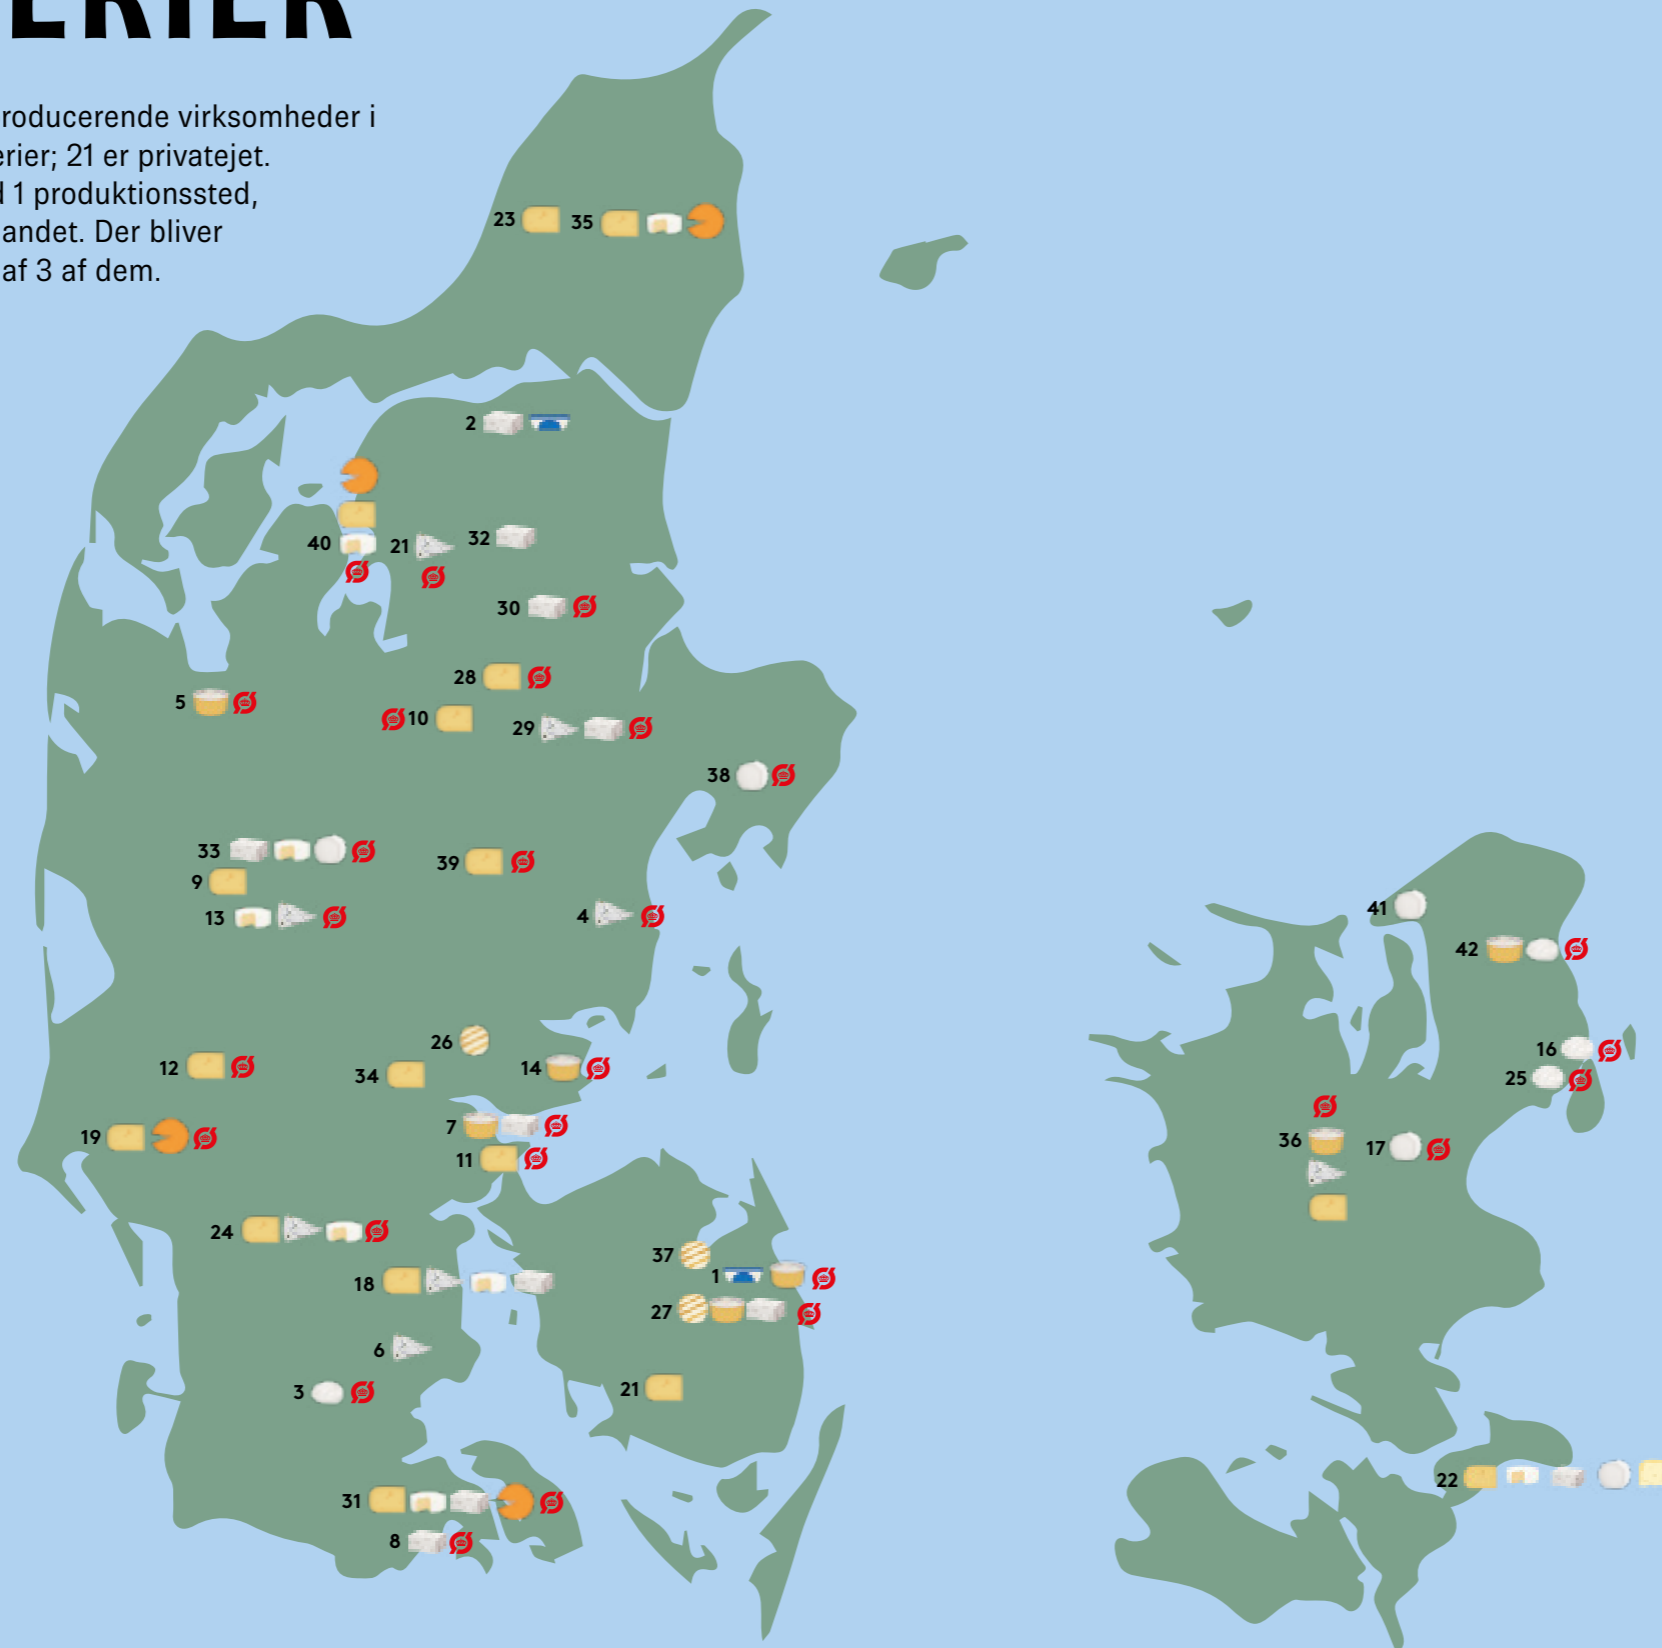 ERIER
roducerende virksomheder i
erier; 21 er privatejet.
d 1 produktionssted,
andet. Der bliver
af 3 af dem.
23 35
2
40 21 32
30
28
5 10 29
38
33 39
9
13 4
41
42
26
12 34 14
16
25
7
19 11
36 17
24
37
18 1
27
6
3 21
22
31
8